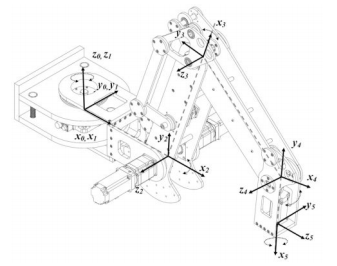 x₃
y₃
z₃
z₀, z₁
y₀, y₁
x₀, x₁
y₂
x₂
z₂
y₄
z₄
x₄
y₅
z₅
x₅